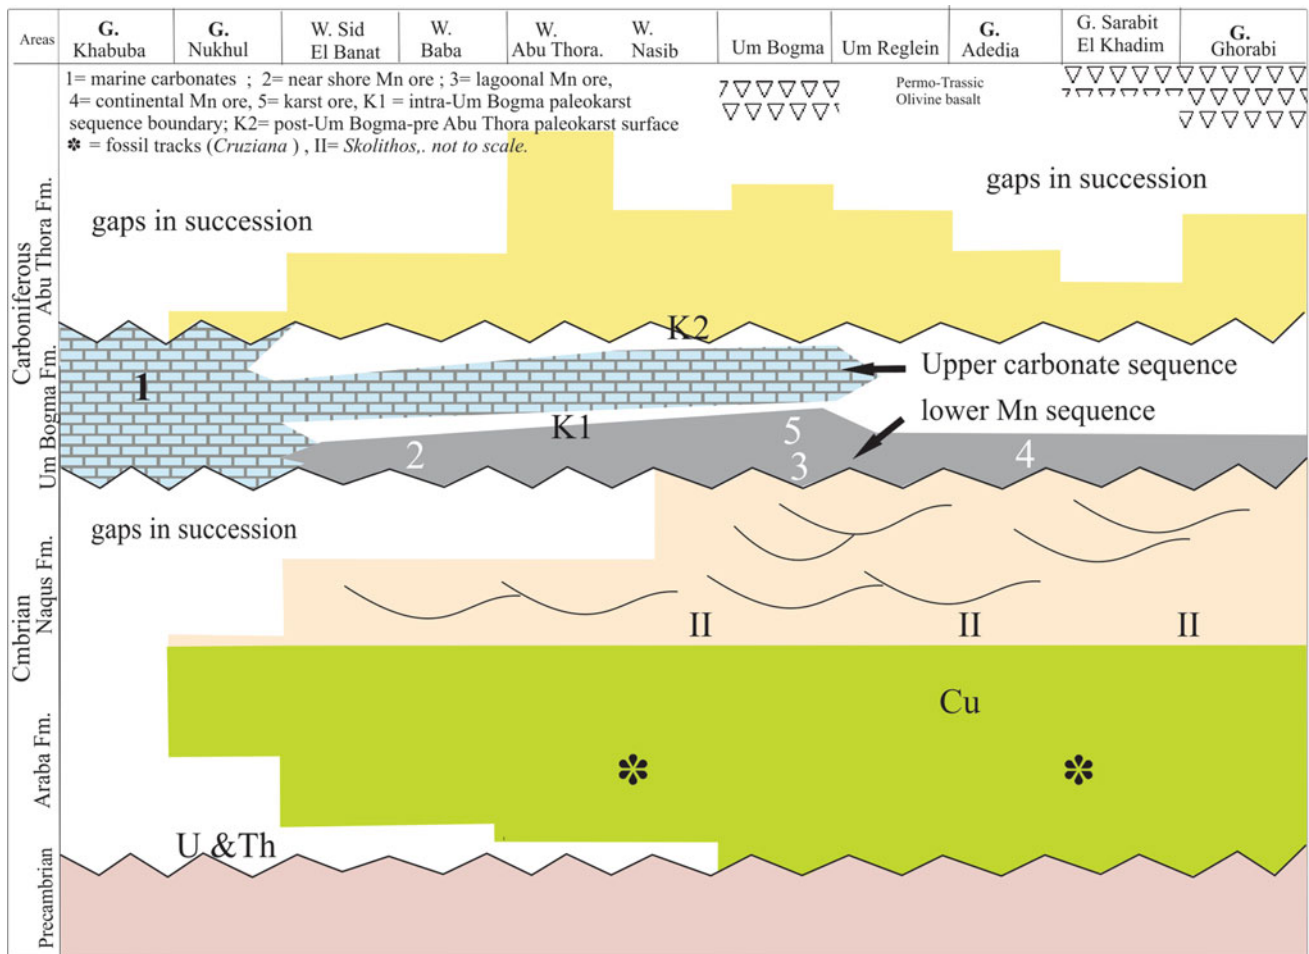 Areas
G.
Khabuba
G.
Nukhul
W. Sid
El Banat
W.
Baba
W.
Abu Thora.
W.
Nasib
Um Bogma
Um Reglein
G.
Adedia
G. Sarabit
El Khadim
G.
Ghorabi
1= marine carbonates ; 2= near shore Mn ore ; 3= lagoonal Mn ore,
4= continental Mn ore, 5= karst ore, K1 = intra-Um Bogma paleokarst
sequence boundary; K2= post-Um Bogma-pre Abu Thora paleokarst surface
✽ = fossil tracks (Cruziana ) , II= Skolithos,. not to scale.
Permo-Trassic
Olivine basalt
gaps in succession
gaps in succession
Carboniferous
Abu Thora Fm.
Um Bogma Fm.
K2
1
Upper carbonate sequence
lower Mn sequence
K1
5
2
3
4
gaps in succession
Cmbrian
Naqus Fm.
II
II
II
Araba Fm.
Cu
✽
✽
U &Th
Precambrian